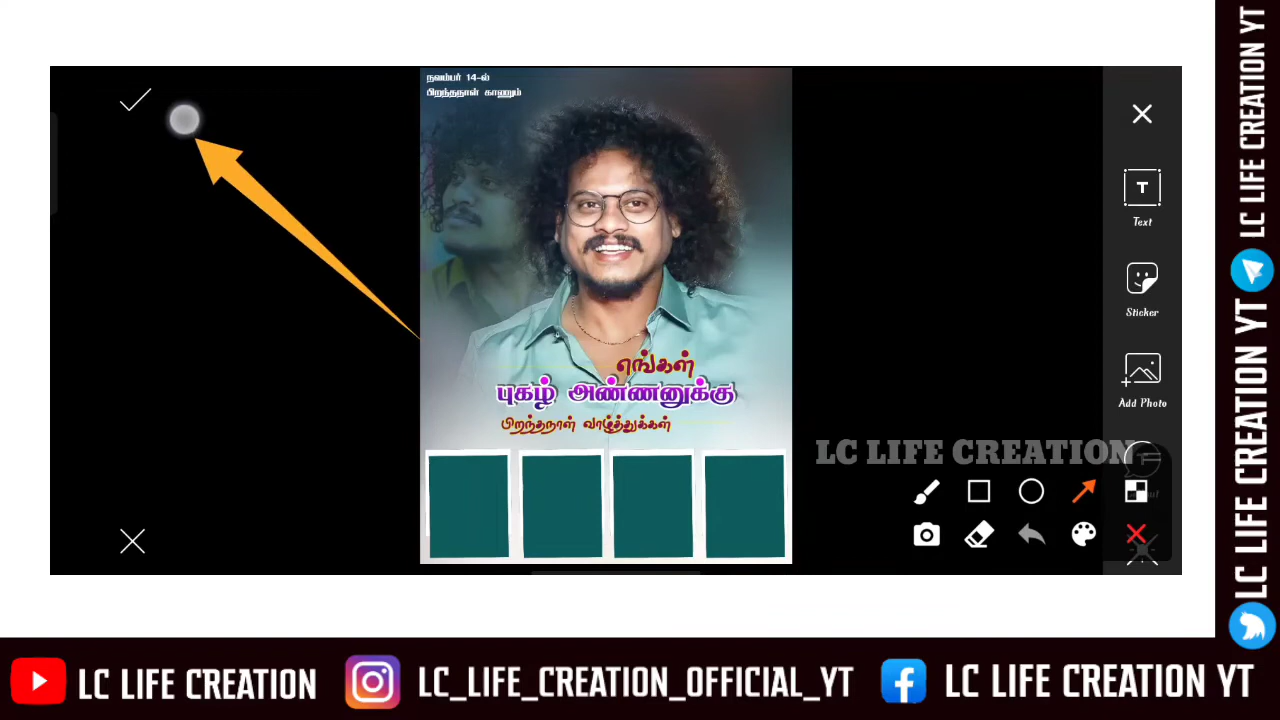 நவம்பர் 14-ல்
பிறந்தநாள் காணும்
எங்கள்
புகழ் அண்ணனுக்கு
பிறந்தநாள் வாழ்த்துக்கள்
T
Text
Sticker
Add Photo
LC LIFE CREATION
LC LIFE CREATION
LC_LIFE_CREATION_OFFICIAL_YT
LC LIFE CREATION YT
LC LIFE CREATION YT
LC LIFE CREATION YT